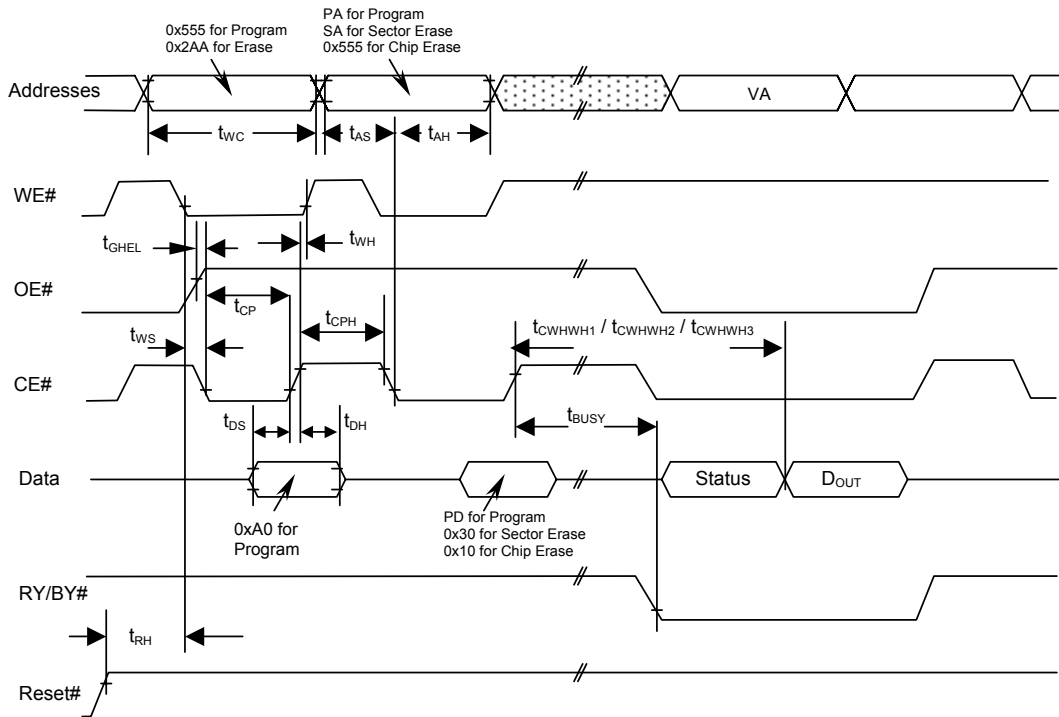 0x555 for Program
0x2AA for Erase
PA for Program
SA for Sector Erase
0x555 for Chip Erase
Addresses
VA
tWC
tAS
tAH
WE#
tGHEL
tWH
OE#
tCP
tCPH
tWS
tCWHWH1 / tCWHWH2 / tCWHWH3
CE#
tBUSY
tDS
tDH
Data
Status
DOUT
0xA0 for
Program
PD for Program
0x30 for Sector Erase
0x10 for Chip Erase
RY/BY#
tRH
Reset#